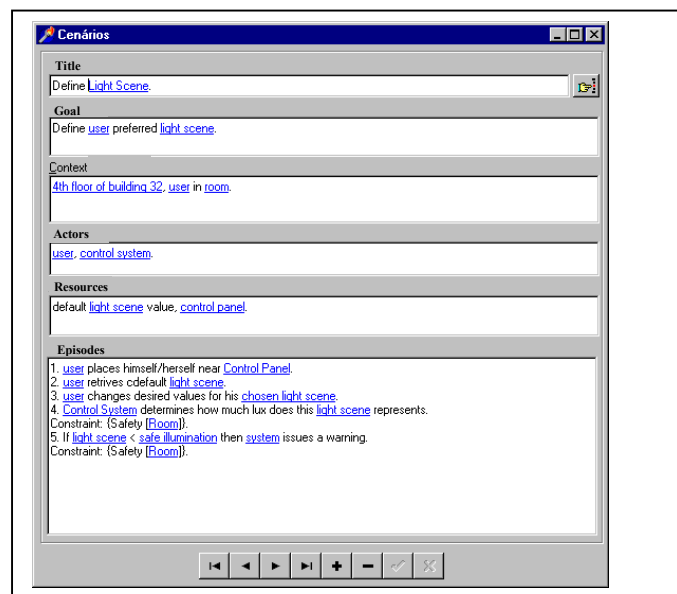 Cenários
Title
Define Light Scene.
Goal
Define user preferred light scene.
Context
4th floor of building 32, user in room.
Actors
user, control system.
Resources
default light scene value, control panel.
Episodes
1. user places himself/herself near Control Panel.
2. user retrives cdefault light scene.
3. user changes desired values for his chosen light scene.
4. Control System determines how much lux does this light scene represents.
Constraint: {Safety [Room]}.
5. If light scene < safe illumination then system issues a warning.
Constraint: {Safety [Room]}.